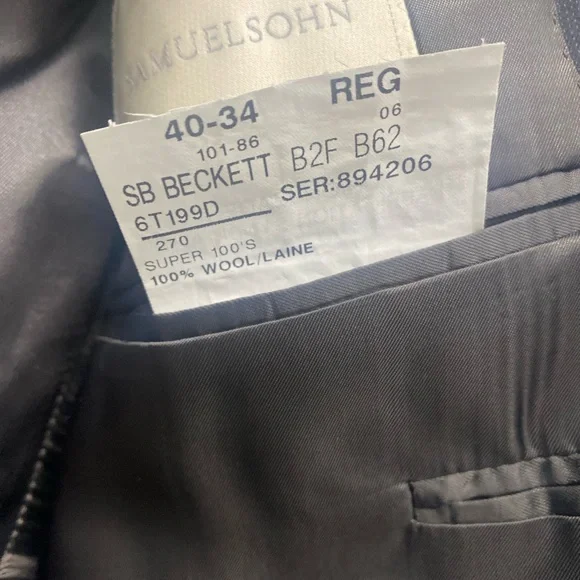 SAMUELSOHN
40-34 REG
101-86 06
SB BECKETT B2F B62
6T199D SER:894206
270
SUPER 100'S
100% WOOL/LAINE